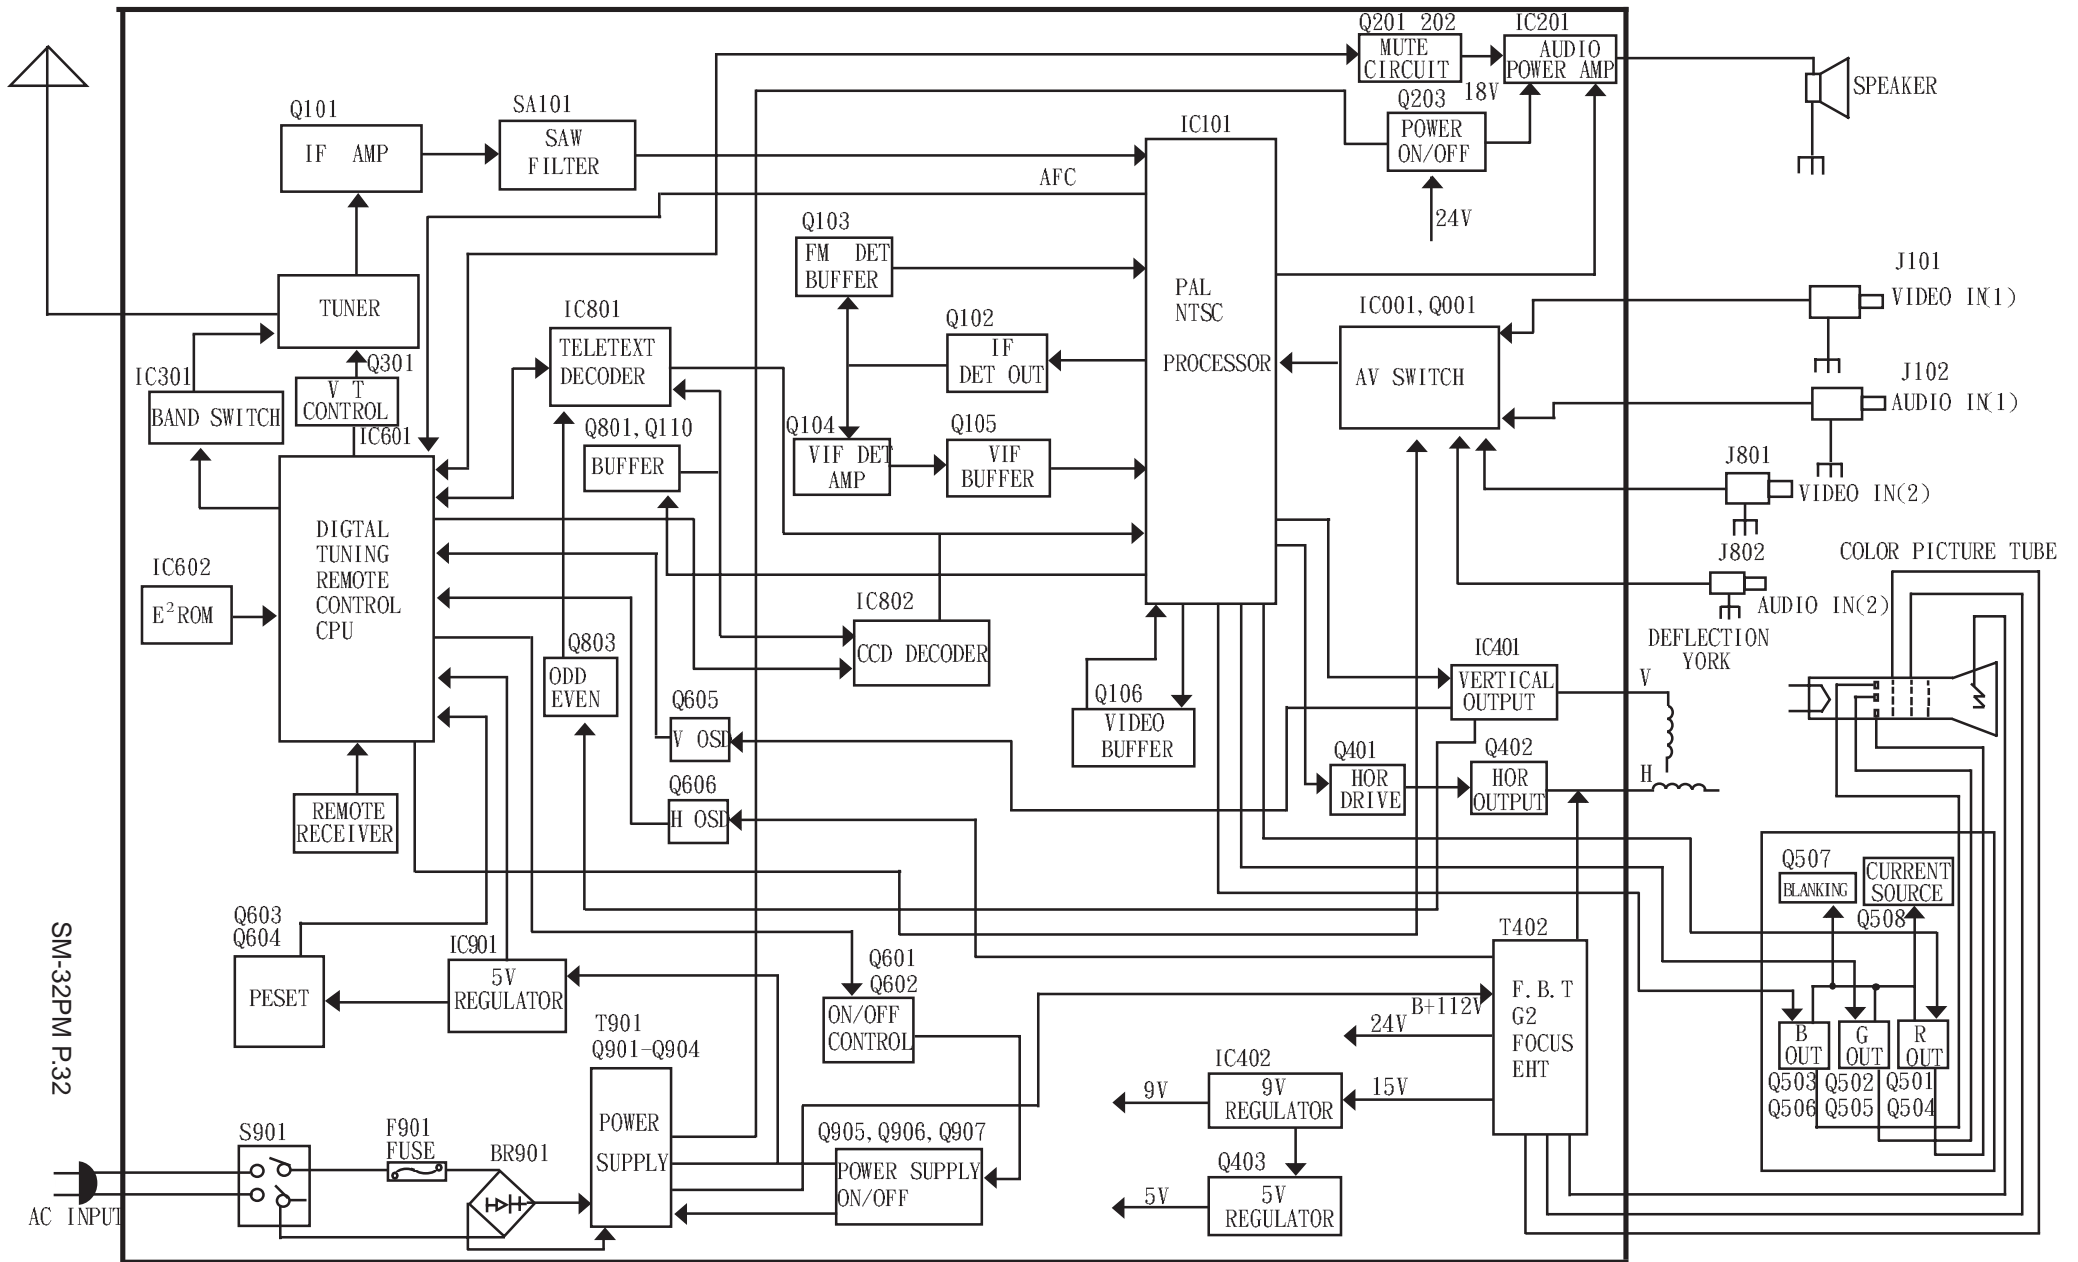 Q201 202
IC201
MUTE
CIRCUIT
AUDIO
POWER AMP
SPEAKER
Q101
IF AMP
SA101
SAW
FILTER
IC101
Q203
18V
POWER
ON/OFF
24V
AFC
Q103
FM DET
BUFFER
PAL
NTSC
PROCESSOR
J101
VIDEO IN(1)
TUNER
IC801
TELETEXT
DECODER
Q102
IF
DET OUT
IC001,Q001
AV SWITCH
J102
AUDIO IN(1)
IC301
BAND SWITCH
Q301
V T
CONTROL
IC601
Q801,Q110
BUFFER
Q104
VIF DET
AMP
Q105
VIF
BUFFER
J801
VIDEO IN(2)
J802
AUDIO IN(2)
COLOR PICTURE TUBE
DIGTAL
TUNING
REMOTE
CONTROL
CPU
IC602
E²ROM
IC802
CCD DECODER
Q803
ODD
EVEN
Q605
V OSD
Q606
H OSD
Q106
VIDEO
BUFFER
IC401
VERTICAL
OUTPUT
DEFLECTION
YORK
V
H
Q401
HOR
DRIVE
Q402
HOR
OUTPUT
REMOTE
RECEIVER
Q507
BLANKING
CURRENT
SOURCE
Q508
Q603
Q604
PESET
IC901
5V
REGULATOR
Q601
Q602
ON/OFF
CONTROL
T402
F.B.T
G2
FOCUS
EHT
B+112V
24V
15V
B
OUT
G
OUT
R
OUT
Q503
Q506
Q502
Q505
Q501
Q504
T901
Q901-Q904
POWER
SUPPLY
IC402
9V
REGULATOR
9V
Q403
5V
REGULATOR
5V
Q905,Q906,Q907
POWER SUPPLY
ON/OFF
S901
F901
FUSE
BR901
AC INPUT
SM-32PM P.32